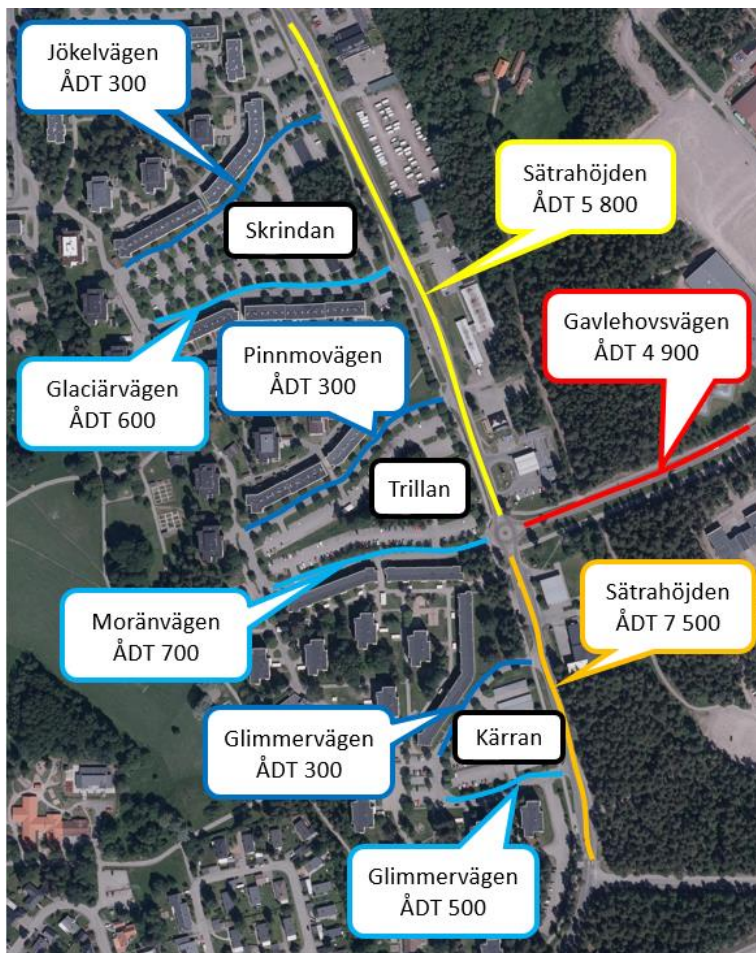 Jökelvägen
ÅDT 300
Sätrahöjden
ÅDT 5 800
Skrindan
Gavlehovsvägen
ÅDT 4 900
Pinnmovägen
ÅDT 300
Glaciärvägen
ÅDT 600
Trillan
Moränvägen
ÅDT 700
Sätrahöjden
ÅDT 7 500
Glimmervägen
ÅDT 300
Kärran
Glimmervägen
ÅDT 500